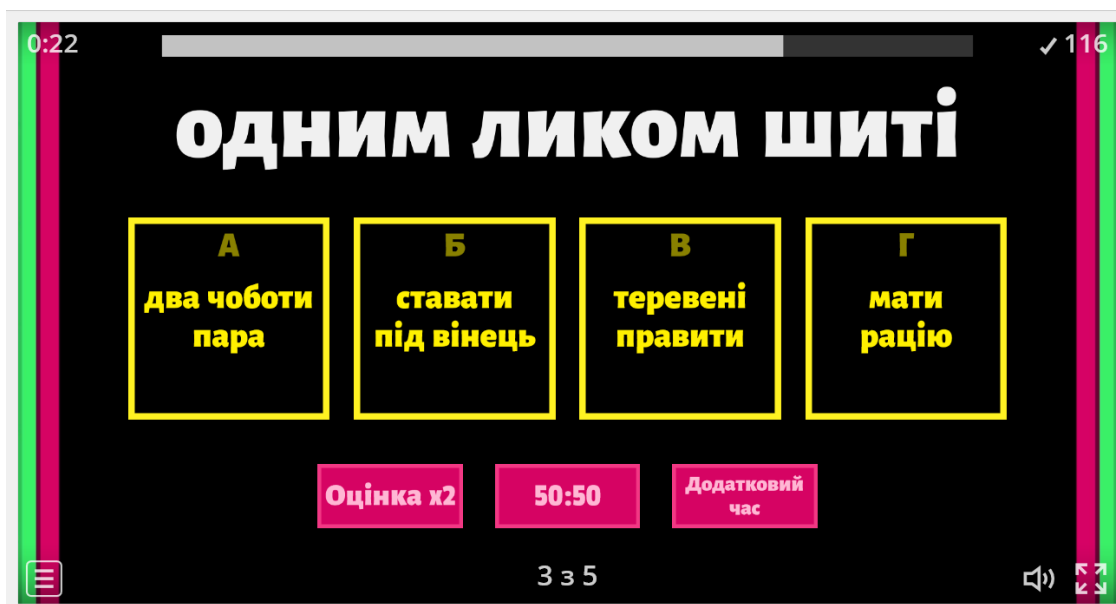 0:22
116
одним ликом шиті
А
два чоботи
пара
Б
ставати
під вінець
В
теревені
правити
Г
мати
рацію
Оцінка x2
50:50
Додатковий
час
3 з 5